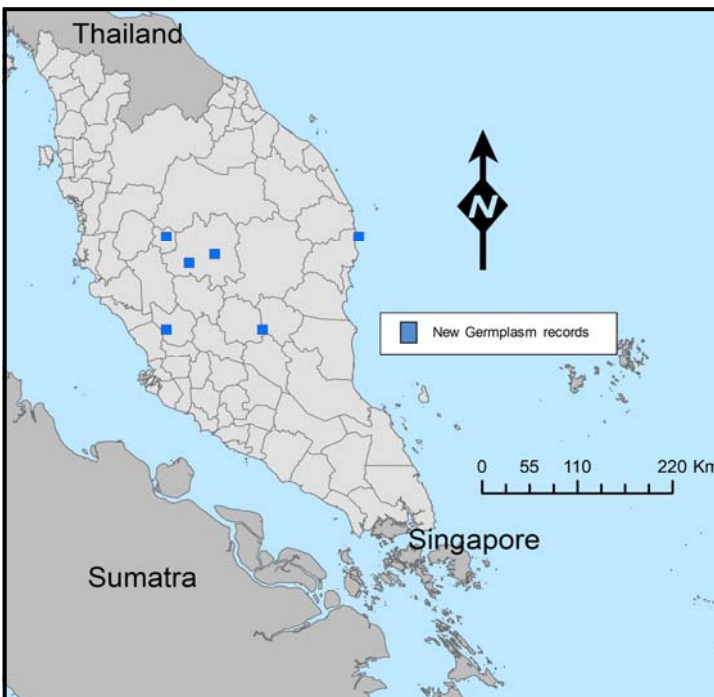 Thailand
N
New Germplasm records
0 55 110 220 Km
Singapore
Sumatra